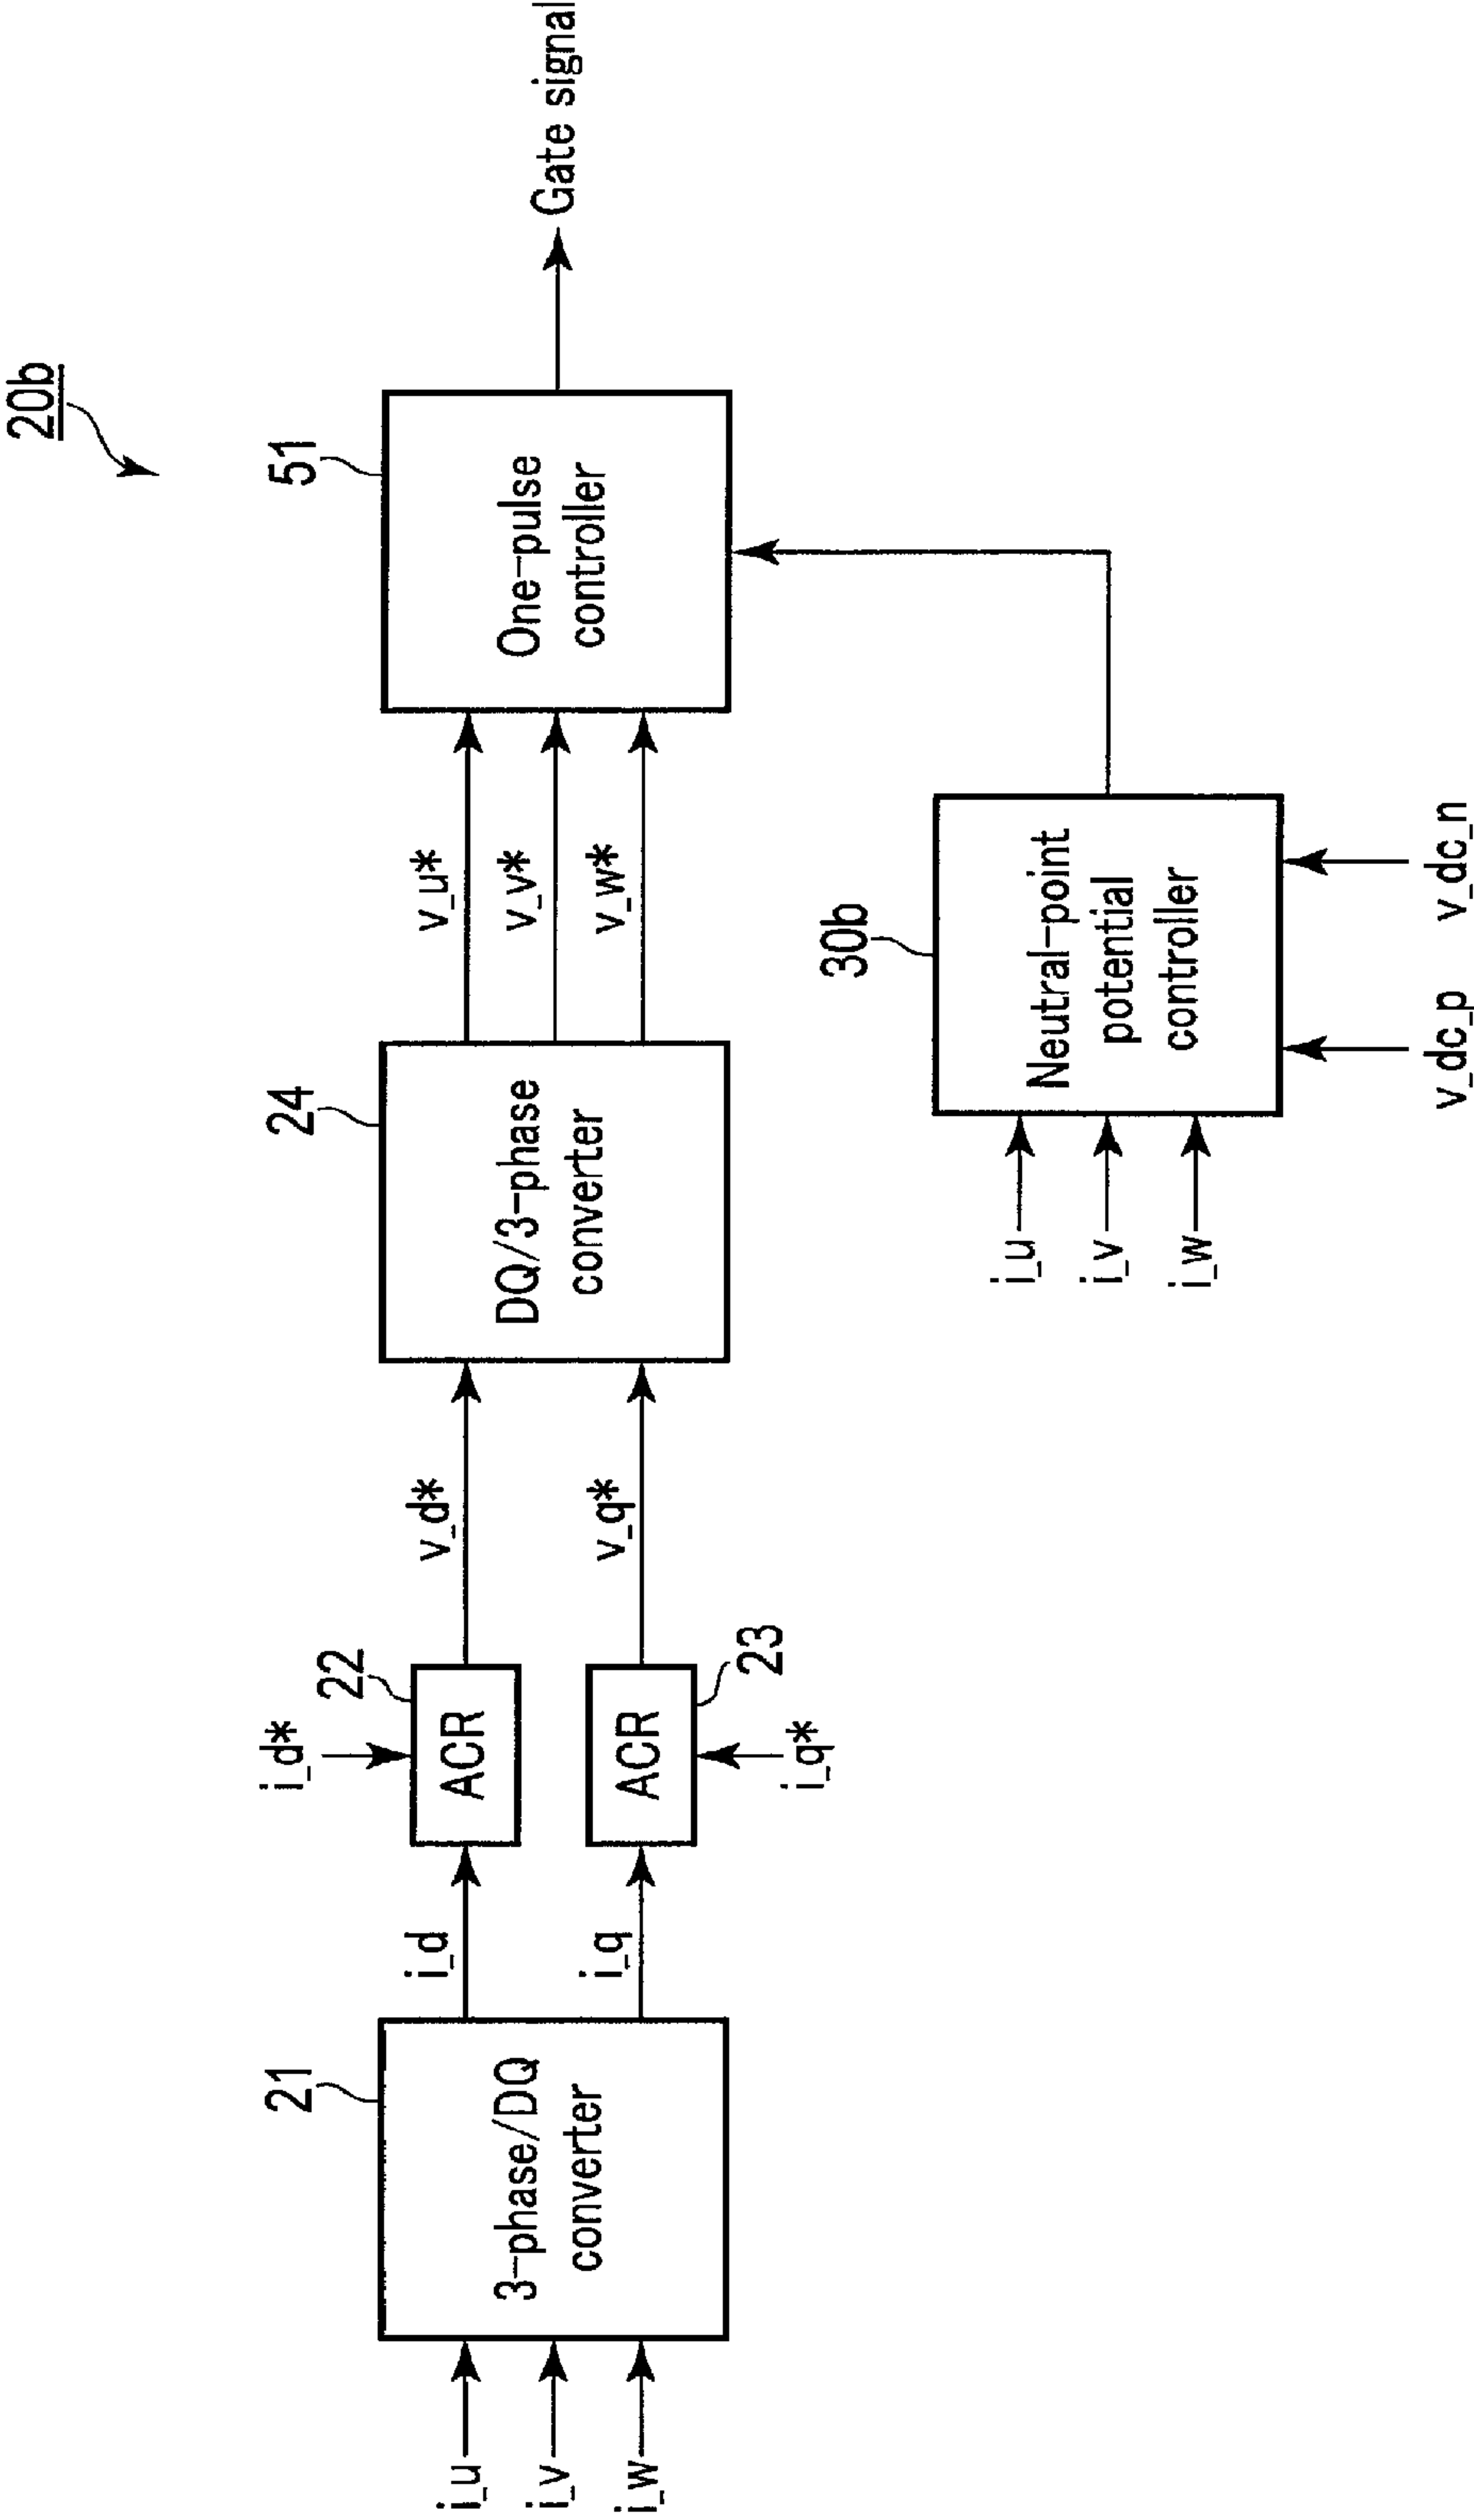 20b
21
3-phase/DQ
converter
i_u
i_v
i_w
i_d
i_q
i_d*
22
ACR
i_q*
23
ACR
v_d*
v_q*
24
DQ/3-phase
converter
v_u*
v_v*
v_w*
51
One-pulse
controller
Gate signal
30b
Neutral-point
potential
controller
i_u
i_v
i_w
v_dc_p
v_dc_n